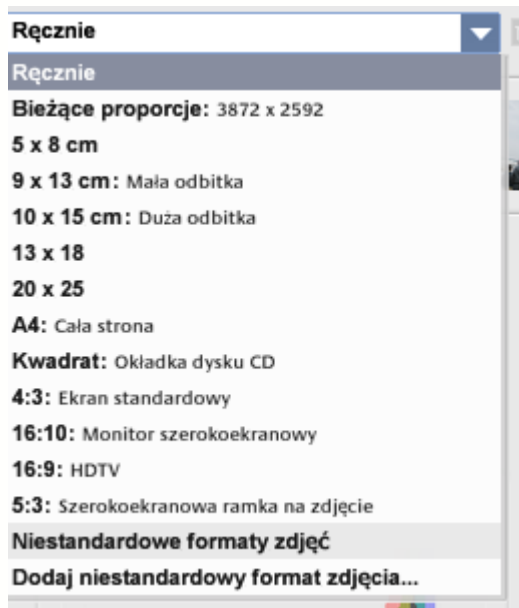 Ręcznie
Ręcznie
Bieżące proporcje: 3872 x 2592
5 x 8 cm
9 x 13 cm: Mała odbitka
10 x 15 cm: Duża odbitka
13 x 18
20 x 25
A4: Cała strona
Kwadrat: Okładka dysku CD
4:3: Ekran standardowy
16:10: Monitor szerokoekranowy
16:9: HDTV
5:3: Szerokoekranowa ramka na zdjęcie
Niestandardowe formaty zdjęć
Dodaj niestandardowy format zdjęcia...